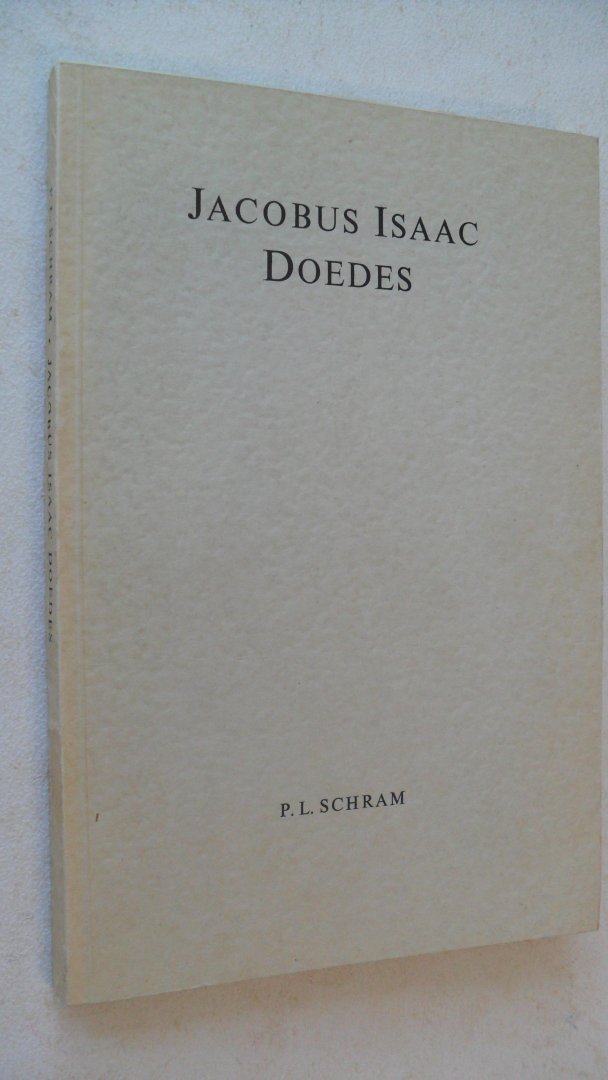 JACOBUS ISAAC
DOEDES
P. L. SCHRAM
P. L. SCHRAM • JACOBUS ISAAC DOEDES